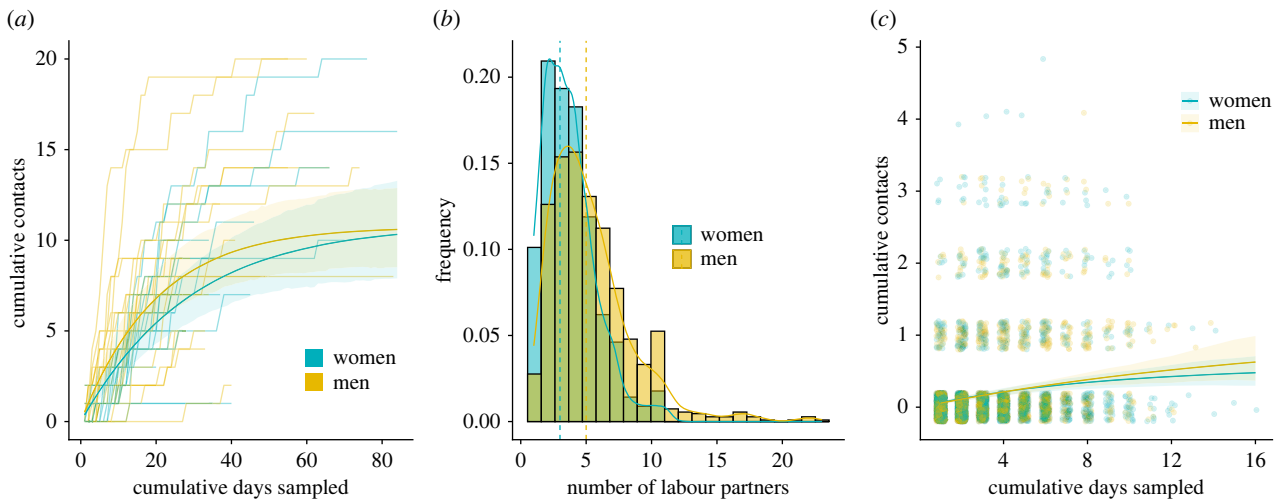 (a)
20
15
10
5
0
cumulative contacts
0 20 40 60 80
cumulative days sampled
women
men
(b)
0.20
0.15
0.10
0.05
0.00
frequency
0 5 10 15 20
number of labour partners
women
men
(c)
5
4
3
2
1
0
cumulative contacts
4 8 12 16
cumulative days sampled
women
men